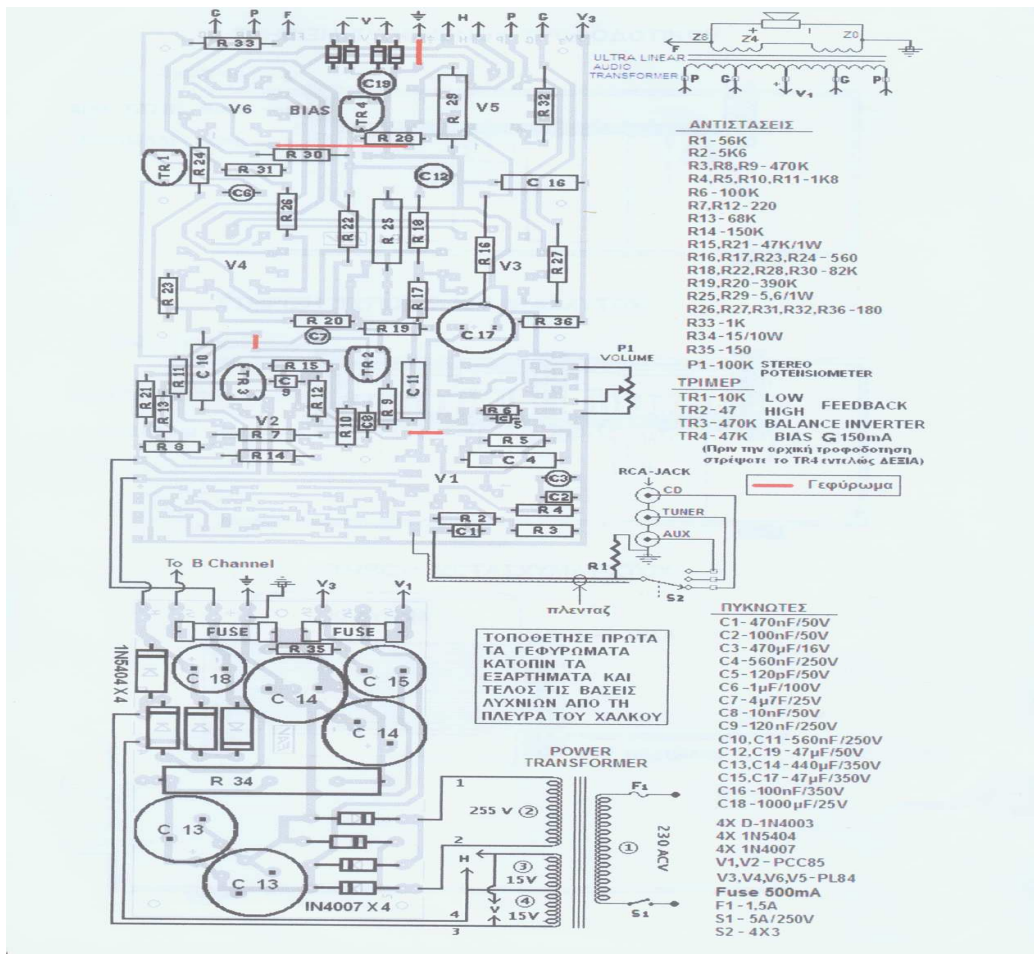 G P F V H P G V3
R 33
C19
V6 BIAS TR4 R 29 V5 R 32
R 28
TR1 R 24 R 30
R 31 C12 C 16
C6
R 26 R 22 R 25 R 18 R 16
V4 V3 R 27
R 23 R 17
R 20 R 19 C 17 R 36
C7
C 10 TR2
R 15
R 21 R 11 TR3 C 9 R 12 C 11
R 13 R 10 C8 R 9 R 6
C 5
V2
R 7 R 5
R 8 R 14 C 4
V1 C3
C2
R 4
R 2
C1 R 3
P1
VOLUME
Z8 Z4 + - Z0
F
ULTRA LINEAR
AUDIO
TRANSFORMER
P G + V1 G P
ΑΝΤΙΣΤΑΣΕΙΣ
R1-56K
R2-5K6
R3,R8,R9-470K
R4,R5,R10,R11-1K8
R6-100K
R7,R12-220
R13-68K
R14-150K
R15,R21-47K/1W
R16,R17,R23,R24-560
R18,R22,R28,R30-82K
R19,R20-390K
R25,R29-5,6/1W
R26,R27,R31,R32,R36-180
R33-1K
R34-15/10W
R35-150
P1-100K STEREO
POTENSIOMETER
ΤΡΙΜΕΡ
TR1-10K LOW
FEEDBACK
TR2-47 HIGH
TR3-470K BALANCE INVERTER
TR4-47K BIAS G 150mA
(Πριν την αρχική τροφοδοτηση
στρέψοτε το TR4 εντελώς ΔΕΞΙΑ)
Γεφύρωμα
RCA-JACK
CD
TUNER
AUX
R1
S2
πλενταζ
To B Channel
V3 V1
FUSE FUSE
R 35
1N5404X4
C 18 C 14 C 15
C 14
R 34
C 13
C 13
IN4007 X 4
ΤΟΠΟΘΕΤΗΣΕ ΠΡΩΤΑ
ΤΑ ΓΕΦΥΡΩΜΑΤΑ
ΚΑΤΟΠΙΝ ΤΑ
ΕΞΑΡΤΗΜΑΤΑ ΚΑΙ
ΤΕΛΟΣ ΤΙΣ ΒΑΣΕΙΣ
ΛΥΧΝΙΩΝ ΑΠΟ ΤΗ
ΠΛΕΥΡΑ ΤΟΥ ΧΑΛΚΟΥ
POWER
TRANSFORMER
1
255 V ②
2
H ③
15V
④
V 15V
4
3
F1
① 230 ACV
S1
ΠΥΚΝΩΤΕΣ
C1-470nF/50V
C2-100nF/50V
C3-470μF/16V
C4-560nF/250V
C5-120pF/50V
C6-1μF/100V
C7-4μ7F/25V
C8-10nF/50V
C9-120nF/250V
C10,C11-560nF/250V
C12,C19-47μF/50V
C13,C14-440μF/350V
C15,C17-47μF/350V
C16-100nF/350V
C18-1000μF/25V
4X D-1N4003
4X 1N5404
4X 1N4007
V1,V2-PCC85
V3,V4,V6,V5-PL84
Fuse 500mA
F1-1,5A
S1-5A/250V
S2-4X3